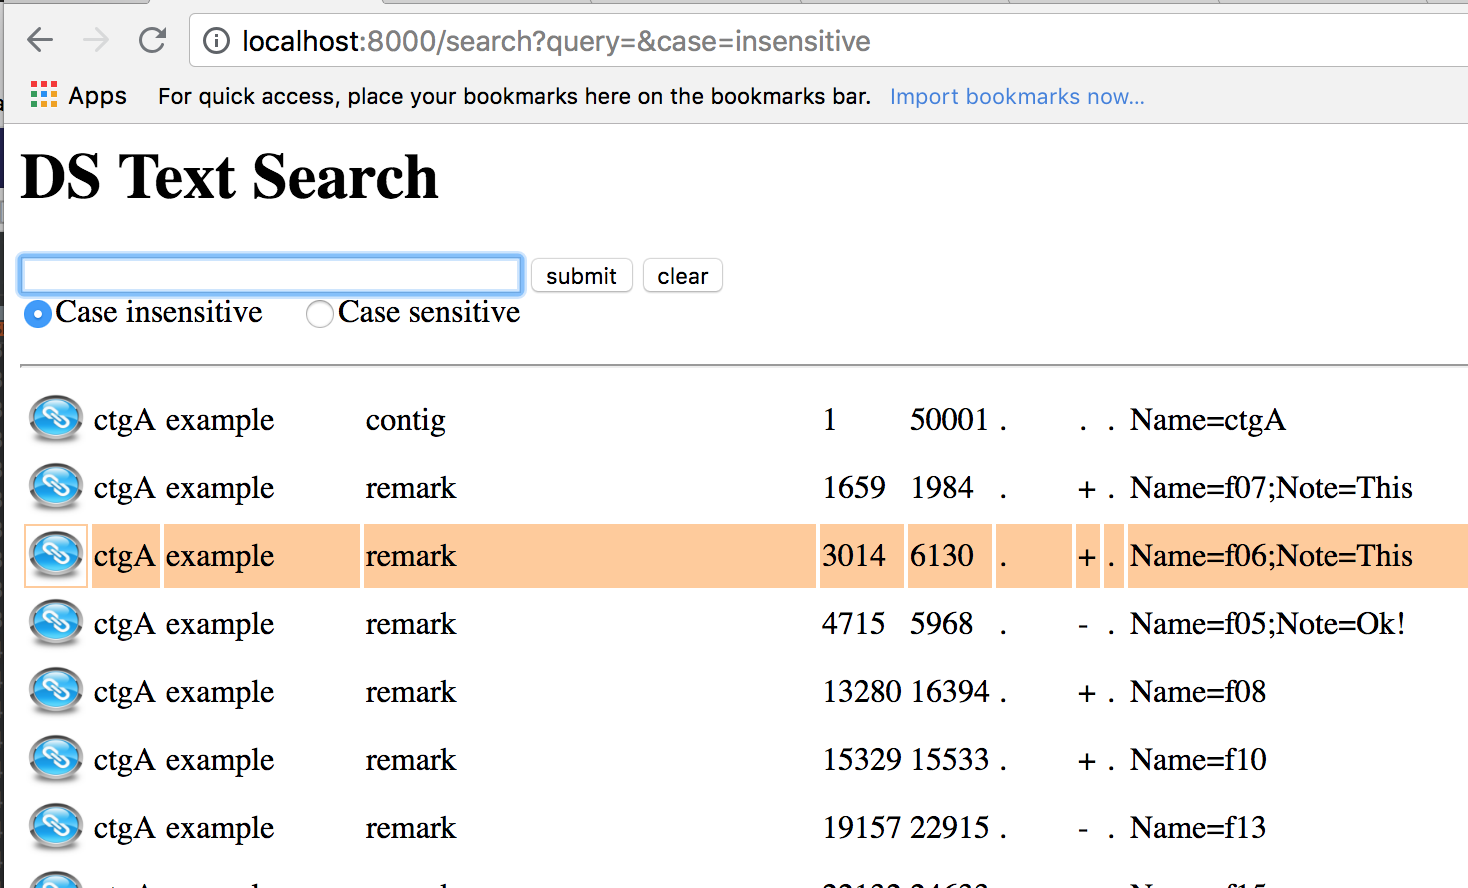 localhost:8000/search?query=&case=insensitive
Apps For quick access, place your bookmarks here on the bookmarks bar. Import bookmarks now...
DS Text Search
submit clear
Case insensitive Case sensitive
ctgA example contig 1 50001 . . . Name=ctgA
ctgA example remark 1659 1984 . + . Name=f07;Note=This
ctgA example remark 3014 6130 . + . Name=f06;Note=This
ctgA example remark 4715 5968 . - . Name=f05;Note=Ok!
ctgA example remark 13280 16394 . + . Name=f08
ctgA example remark 15329 15533 . + . Name=f10
ctgA example remark 19157 22915 . - . Name=f13